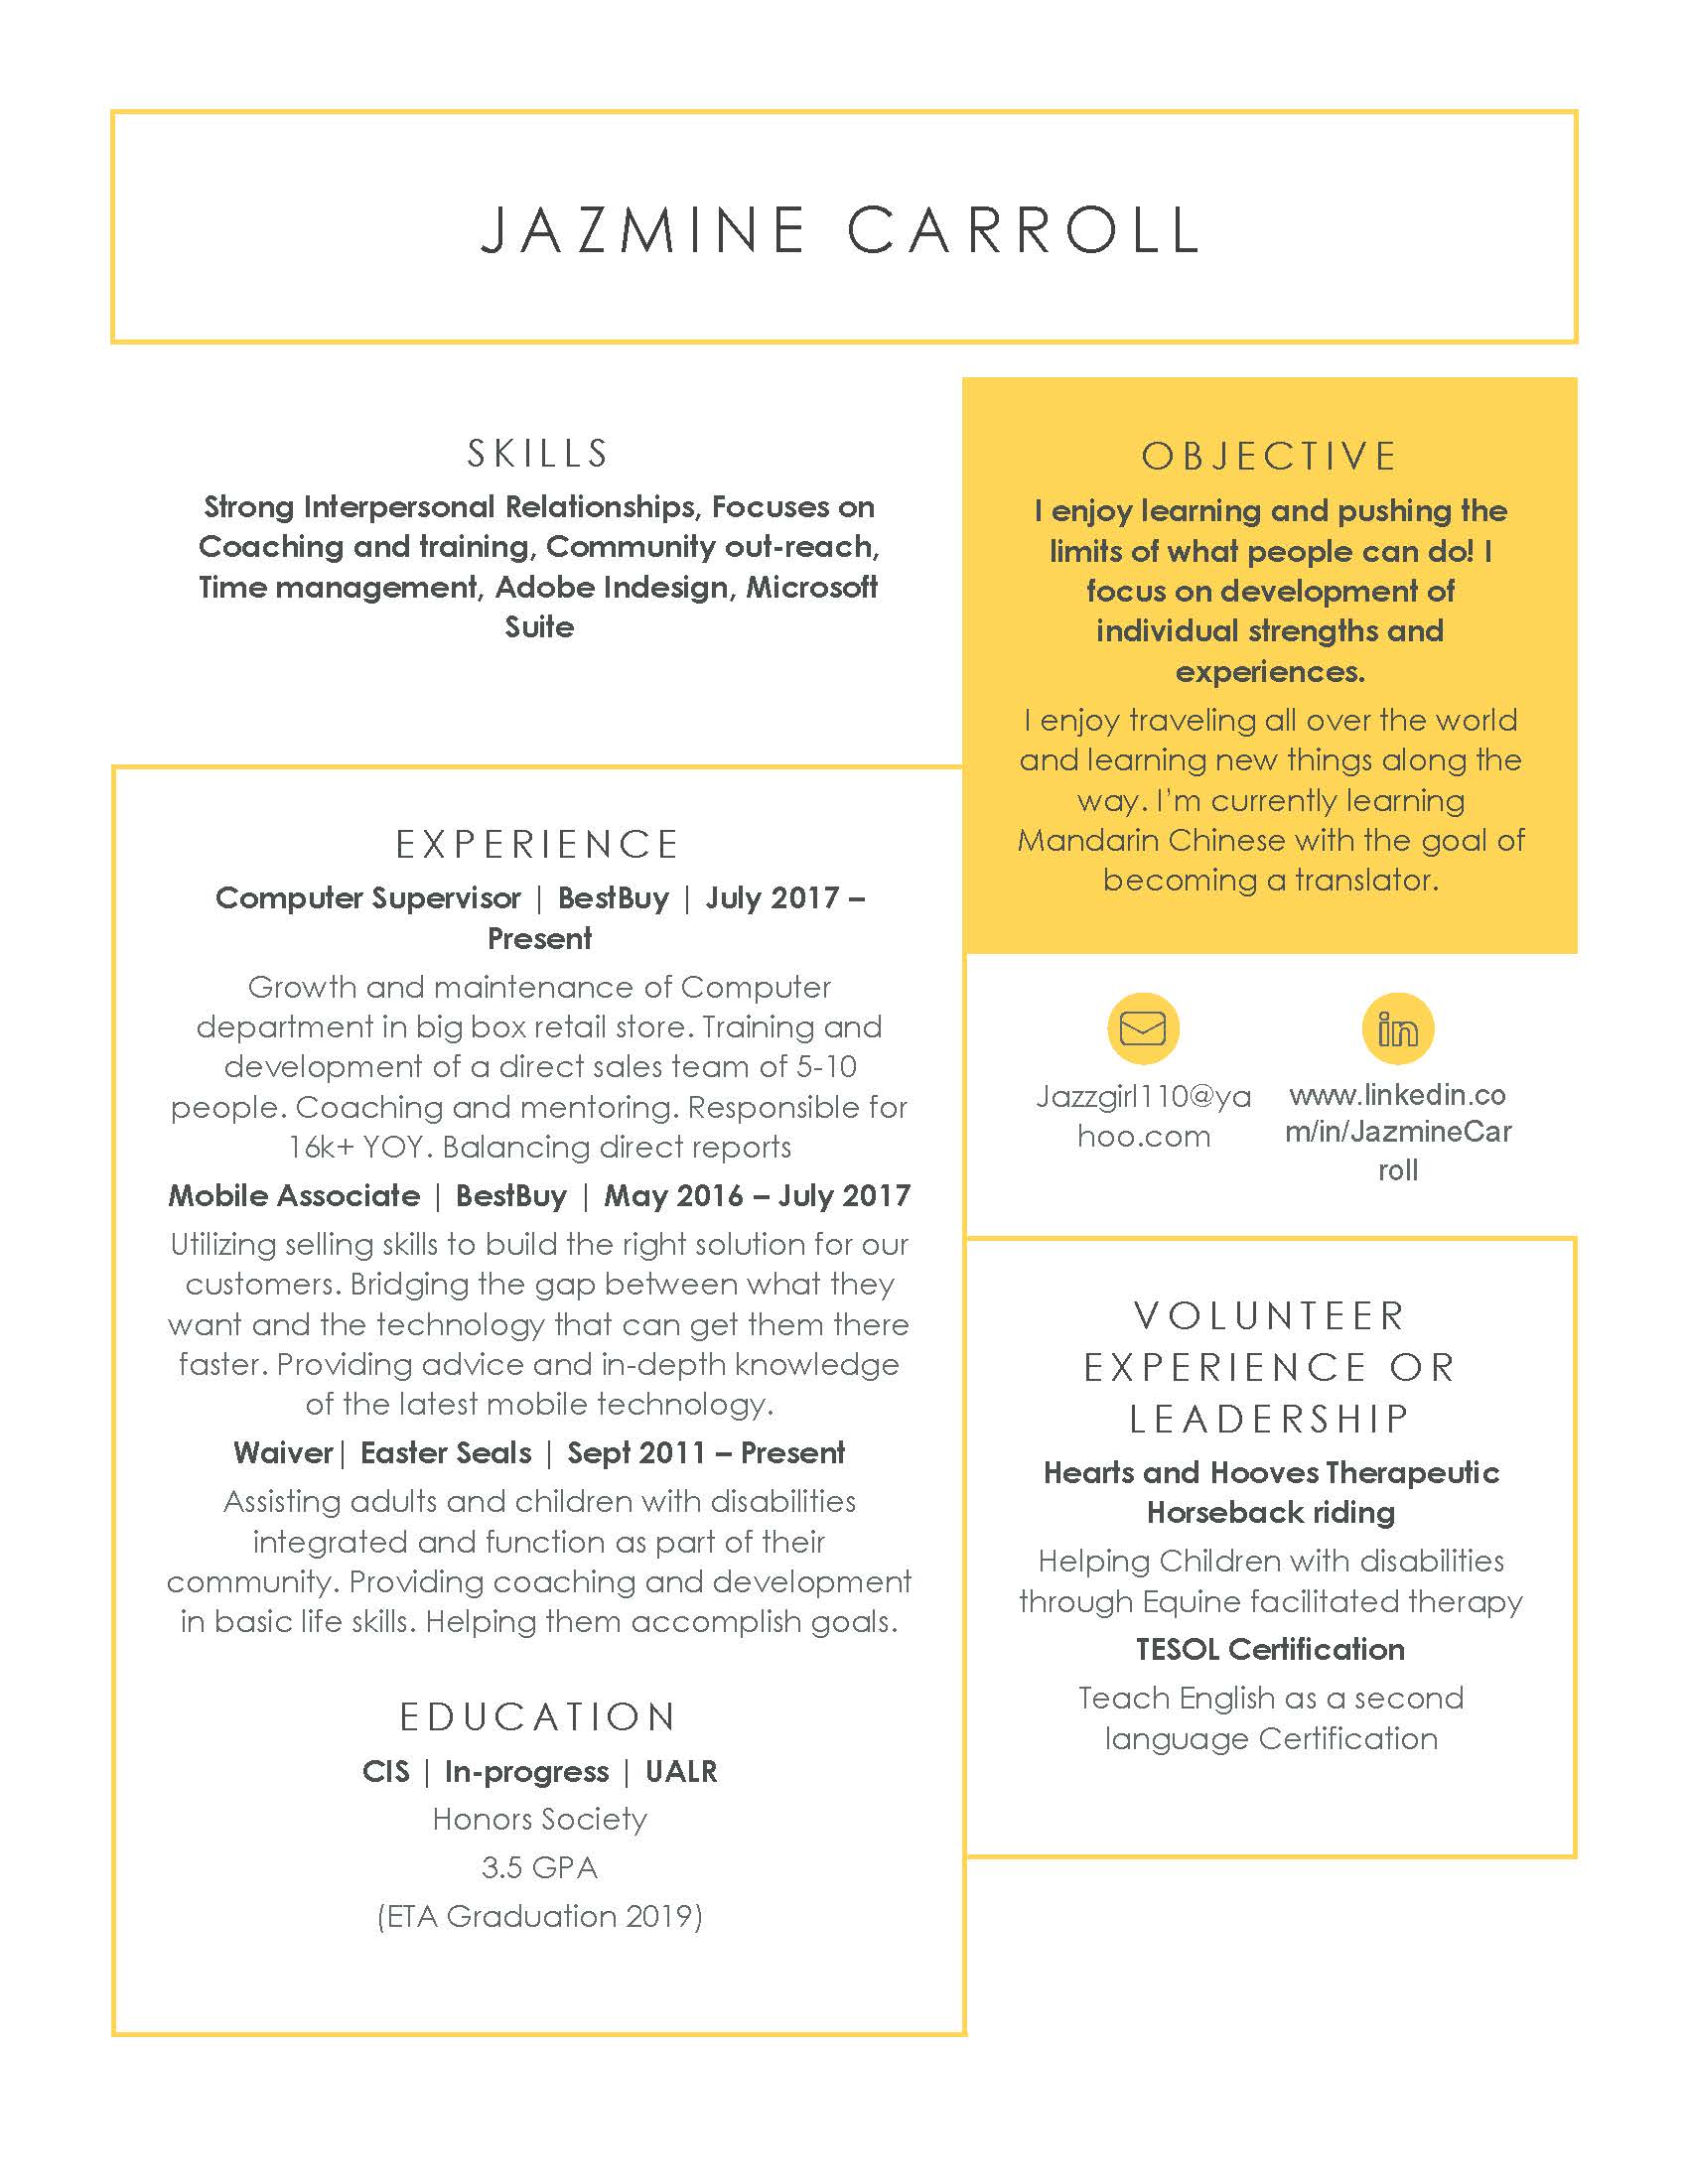 JAZMINE CARROLL
SKILLS
Strong Interpersonal Relationships, Focuses on
Coaching and training, Community out-reach,
Time management, Adobe Indesign, Microsoft
Suite
EXPERIENCE
Computer Supervisor | BestBuy | July 2017 –
Present
Growth and maintenance of Computer
department in big box retail store. Training and
development of a direct sales team of 5-10
people. Coaching and mentoring. Responsible for
16k+ YOY. Balancing direct reports
Mobile Associate | BestBuy | May 2016 – July 2017
Utilizing selling skills to build the right solution for our
customers. Bridging the gap between what they
want and the technology that can get them there
faster. Providing advice and in-depth knowledge
of the latest mobile technology.
Waiver| Easter Seals | Sept 2011 – Present
Assisting adults and children with disabilities
integrated and function as part of their
community. Providing coaching and development
in basic life skills. Helping them accomplish goals.
EDUCATION
CIS | In-progress | UALR
Honors Society
3.5 GPA
(ETA Graduation 2019)
OBJECTIVE
I enjoy learning and pushing the
limits of what people can do! I
focus on development of
individual strengths and
experiences.
I enjoy traveling all over the world
and learning new things along the
way. I'm currently learning
Mandarin Chinese with the goal of
becoming a translator.
in
Jazzgirl110@ya
hoo.com
www.linkedin.co
m/in/JazmineCar
roll
VOLUNTEER
EXPERIENCE OR
LEADERSHIP
Hearts and Hooves Therapeutic
Horseback riding
Helping Children with disabilities
through Equine facilitated therapy
TESOL Certification
Teach English as a second
language Certification